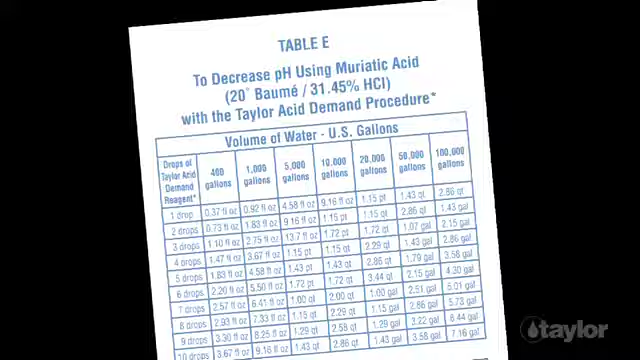 TABLE E
To Decrease pH Using Muriatic Acid
(20° Baumé / 31.45% HCl)
with the Taylor Acid Demand Procedure*
Volume of Water - U.S. Gallons
Drops of Taylor Acid Demand Reagent* 400 gallons 1,000 gallons 5,000 gallons 10,000 gallons 20,000 gallons 50,000 gallons 100,000 gallons
1 drop 0.37 fl oz 0.92 fl oz 4.58 fl oz 9.16 fl oz 1.15 pt 1.43 qt 2.86 qt
2 drops 0.73 fl oz 1.83 fl oz 9.16 fl oz 1.15 pt 1.15 qt 2.86 qt 1.43 gal
3 drops 1.10 fl oz 2.75 fl oz 13.7 fl oz 1.72 pt 1.72 qt 1.07 gal 2.15 gal
4 drops 1.47 fl oz 3.67 fl oz 1.15 pt 1.15 qt 2.29 qt 1.43 gal 2.86 gal
5 drops 1.83 fl oz 4.58 fl oz 1.43 pt 1.43 qt 2.86 qt 1.79 gal 3.58 gal
6 drops 2.20 fl oz 5.50 fl oz 1.72 pt 1.72 qt 3.44 qt 2.15 gal 4.30 gal
7 drops 2.57 fl oz 6.41 fl oz 1.00 qt 2.00 qt 1.00 gal 2.51 gal 5.01 gal
8 drops 2.93 fl oz 7.33 fl oz 1.15 qt 2.29 qt 1.15 gal 2.86 gal 5.73 gal
9 drops 3.30 fl oz 8.25 fl oz 1.29 qt 2.58 qt 1.29 gal 3.22 gal 6.44 gal
10 drops 3.67 fl oz 9.16 fl oz 1.43 qt 2.86 qt 1.43 gal 3.58 gal 7.16 gal
taylor